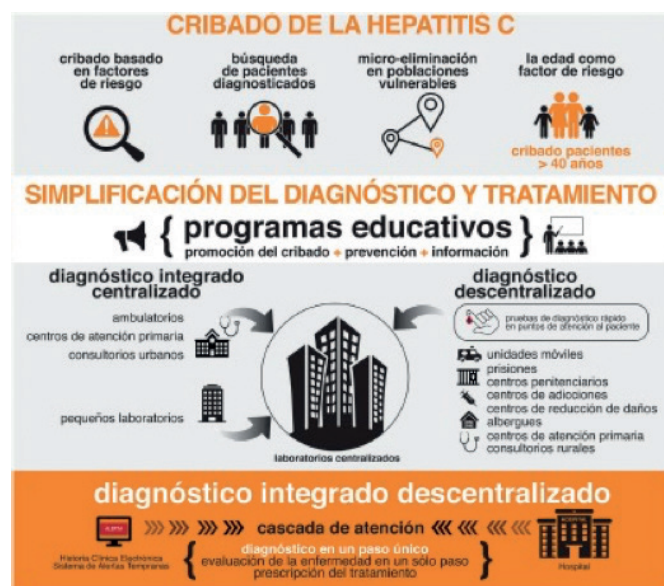 CRIBADO DE LA HEPATITIS C
cribado basado
en factores
de riesgo
búsqueda
de pacientes
diagnosticados
micro-eliminación
en poblaciones
vulnerables
la edad como
factor de riesgo
cribado pacientes
> 40 años
SIMPLIFICACIÓN DEL DIAGNÓSTICO Y TRATAMIENTO
{ programas educativos }
promoción del cribado + prevención + información
diagnóstico integrado
centralizado
ambulatorios
centros de atención primaria
consultorios urbanos
pequeños laboratorios
laboratorios centralizados
diagnóstico
descentralizado
pruebas de diagnóstico rápido
en puntos de atención al paciente
unidades móviles
prisiones
centros penitenciarios
centros de adicciones
centros de reducción de daños
albergues
centros de atención primaria
consultorios rurales
diagnóstico integrado descentralizado
ALERTA
Historia Clínica Electrónica
Sistema de Alertas Tempranas
cascada de atención
diagnóstico en un paso único
evaluación de la enfermedad en un sólo paso
prescripción del tratamiento
HOSPITAL
Hospital